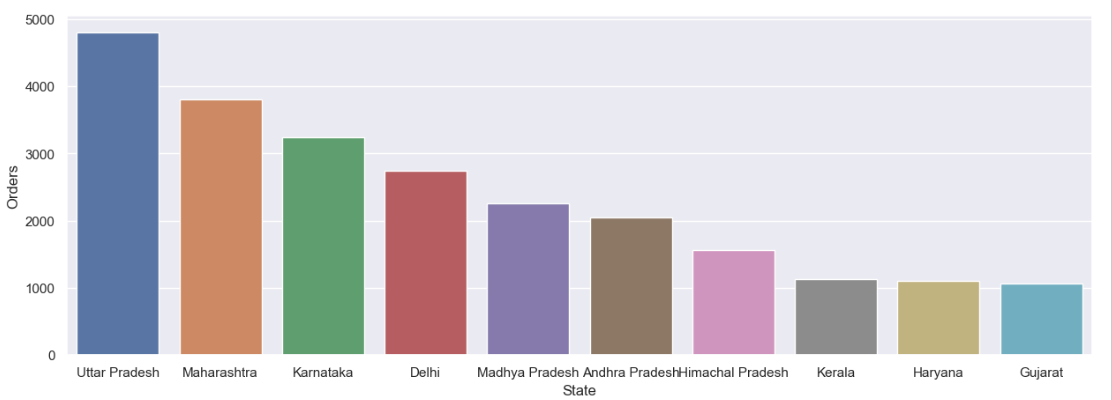 5000
4000
3000
2000
1000
0
Orders
Uttar Pradesh Maharashtra Karnataka Delhi Madhya Pradesh Andhra Pradesh Himachal Pradesh Kerala Haryana Gujarat
State